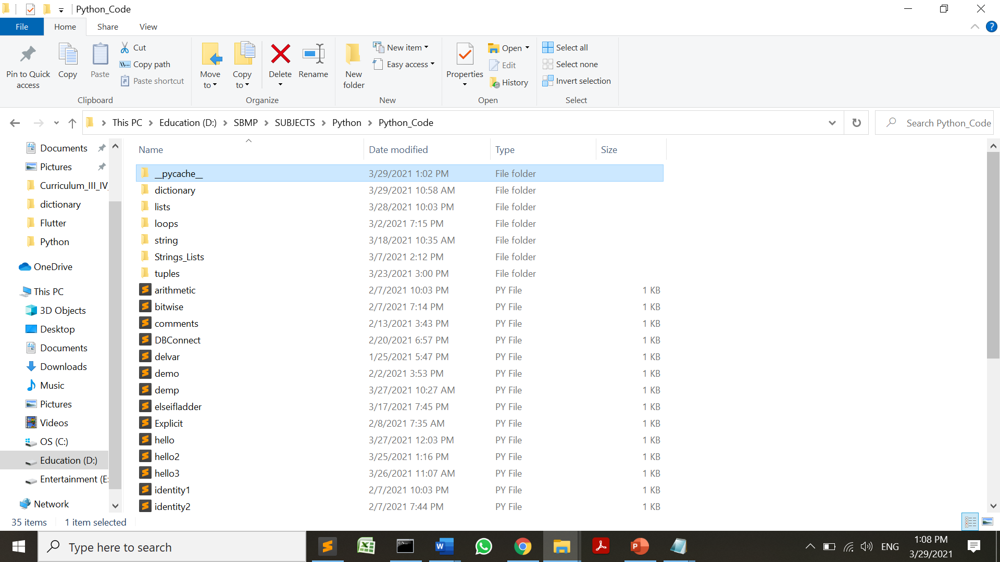 Python_Code
File Home Share View
Pin to Quick access
Copy
Paste
Cut
Copy path
Paste shortcut
Clipboard
Move to
Copy to
Delete
Rename
Organize
New folder
New item
Easy access
New
Properties
Open
Edit
History
Open
Select all
Select none
Invert selection
Select
This PC > Education (D:) > SBMP > SUBJECTS > Python > Python_Code
Search Python_Code
Documents
Pictures
Curriculum_III_IV_
dictionary
Flutter
Python
OneDrive
This PC
3D Objects
Desktop
Documents
Downloads
Music
Pictures
Videos
OS (C:)
Education (D:)
Entertainment (E:
Network
Name Date modified Type Size
__pycache__ 3/29/2021 1:02 PM File folder
dictionary 3/29/2021 10:58 AM File folder
lists 3/28/2021 10:03 PM File folder
loops 3/2/2021 7:15 PM File folder
string 3/18/2021 10:35 AM File folder
Strings_Lists 3/7/2021 2:12 PM File folder
tuples 3/23/2021 3:00 PM File folder
arithmetic 2/7/2021 10:03 PM PY File 1 KB
bitwise 2/7/2021 7:14 PM PY File 1 KB
comments 2/13/2021 3:43 PM PY File 1 KB
DBConnect 2/20/2021 6:57 PM PY File 1 KB
delvar 1/25/2021 5:47 PM PY File 1 KB
demo 2/2/2021 3:53 PM PY File 1 KB
demp 3/27/2021 10:27 AM PY File 1 KB
elseifladder 3/17/2021 7:45 PM PY File 1 KB
Explicit 2/8/2021 7:35 AM PY File 1 KB
hello 3/27/2021 12:03 PM PY File 1 KB
hello2 3/25/2021 1:16 PM PY File 1 KB
hello3 3/26/2021 11:07 AM PY File 1 KB
identity1 2/7/2021 10:03 PM PY File 1 KB
identity2 2/7/2021 7:44 PM PY File 1 KB
35 items 1 item selected
Type here to search
ENG
1:08 PM
3/29/2021